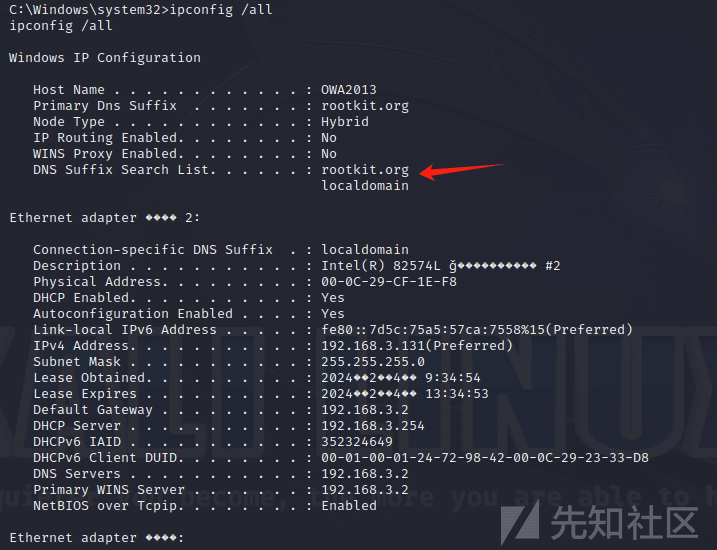 C:\Windows\system32>ipconfig /all
ipconfig /all
Windows IP Configuration
Host Name . . . . . . . . . . . . : OWA2013
Primary Dns Suffix . . . . . . . : rootkit.org
Node Type . . . . . . . . . . . . : Hybrid
IP Routing Enabled. . . . . . . . : No
WINS Proxy Enabled. . . . . . . . : No
DNS Suffix Search List. . . . . . : rootkit.org
localdomain
Ethernet adapter ���� 2:
Connection-specific DNS Suffix . : localdomain
Description . . . . . . . . . . . : Intel(R) 82574L ğ���������� #2
Physical Address. . . . . . . . . : 00-0C-29-CF-1E-F8
DHCP Enabled. . . . . . . . . . . : Yes
Autoconfiguration Enabled . . . . : Yes
Link-local IPv6 Address . . . . . : fe80::7d5c:75a5:57ca:7558%15(Preferred)
IPv4 Address. . . . . . . . . . . : 192.168.3.131(Preferred)
Subnet Mask . . . . . . . . . . . : 255.255.255.0
Lease Obtained. . . . . . . . . . : 2024��2��4�� 9:34:54
Lease Expires . . . . . . . . . . : 2024��2��4�� 13:34:53
Default Gateway . . . . . . . . . : 192.168.3.2
DHCP Server . . . . . . . . . . . : 192.168.3.254
DHCPv6 IAID . . . . . . . . . . . : 352324649
DHCPv6 Client DUID. . . . . . . . : 00-01-00-01-24-72-98-42-00-0C-29-23-33-D8
DNS Servers . . . . . . . . . . . : 192.168.3.2
Primary WINS Server . . . . . . . : 192.168.3.2
NetBIOS over Tcpip. . . . . . . . : Enabled
Ethernet adapter ����:
先知社区